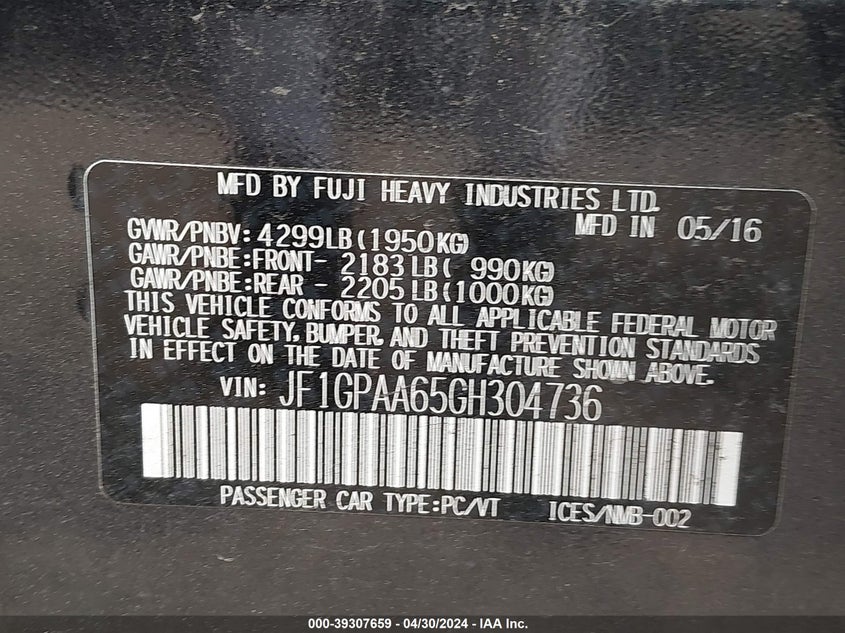 MFD BY FUJI HEAVY INDUSTRIES LTD.
MFD IN 05/16
GVWR/PNBV: 4299LB(1950KG)
GAWR/PNBE:FRONT- 2183LB( 990KG)
GAWR/PNBE:REAR - 2205LB(1000KG)
THIS VEHICLE CONFORMS TO ALL APPLICABLE FEDERAL MOTOR
VEHICLE SAFETY, BUMPER, AND THEFT PREVENTION STANDARDS
IN EFFECT ON THE DATE OF MANUFACTURE SHOWN ABOVE.
VIN: JF1GPAA65GH304736
PASSENGER CAR TYPE:PC/VT ICES/NMB-002
000-39307659 - 04/30/2024 - IAA Inc.